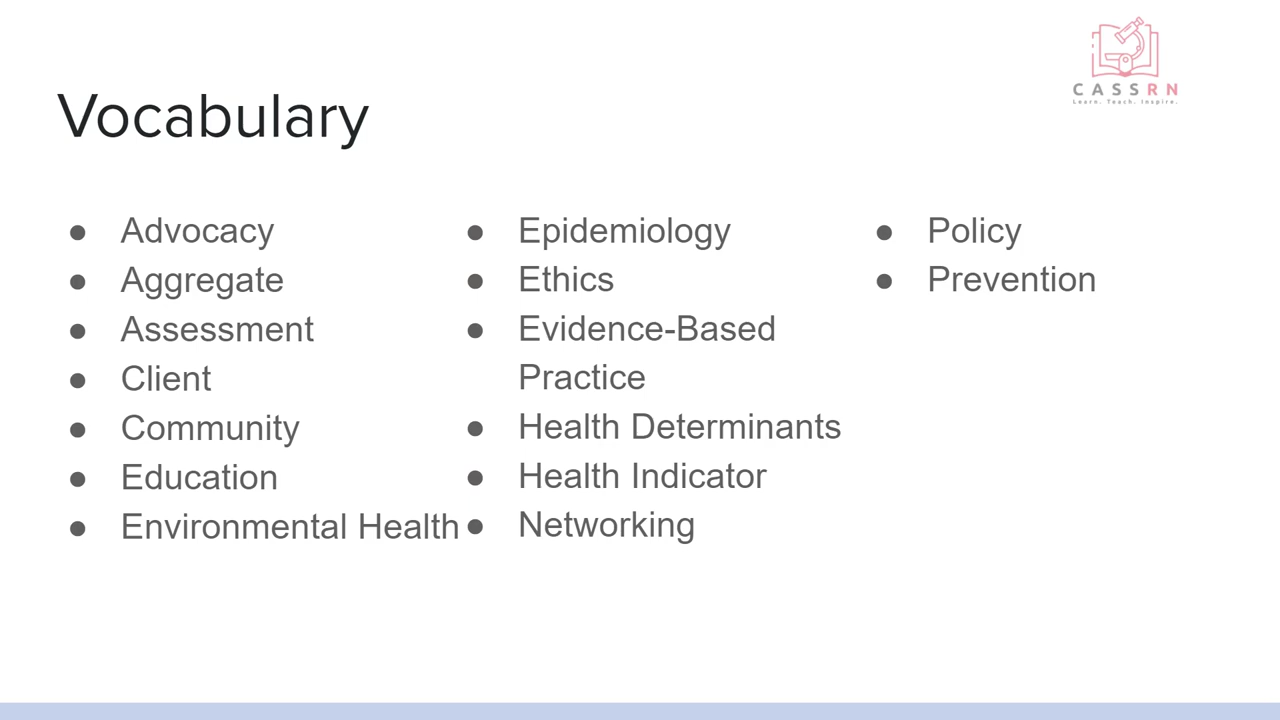 CASSRN
Learn. Teach. Inspire.
Vocabulary
● Advocacy
● Aggregate
● Assessment
● Client
● Community
● Education
● Environmental Health
● Epidemiology
● Ethics
● Evidence-Based
Practice
● Health Determinants
● Health Indicator
● Networking
● Policy
● Prevention